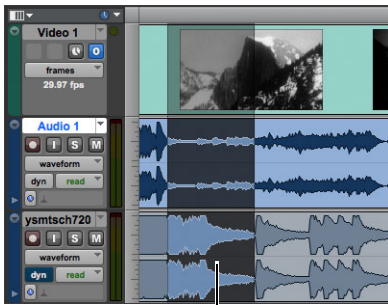 Video 1
O
frames
29.97 fps
Audio 1
I S M
waveform
dyn read
ysmtsch720
I S M
waveform
dyn read